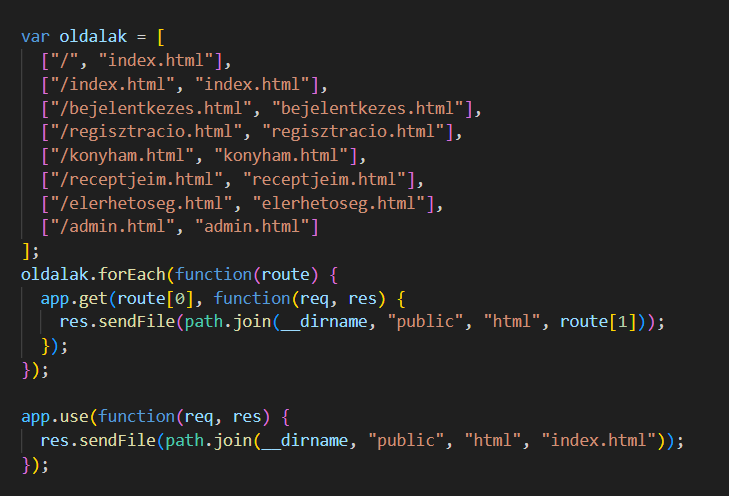 var oldalak = [
  ["/", "index.html"],
  ["/index.html", "index.html"],
  ["/bejelentkezes.html", "bejelentkezes.html"],
  ["/regisztracio.html", "regisztracio.html"],
  ["/konyham.html", "konyham.html"],
  ["/receptjeim.html", "receptjeim.html"],
  ["/elerhetoseg.html", "elerhetoseg.html"],
  ["/admin.html", "admin.html"]
];
oldalak.forEach(function(route) {
  app.get(route[0], function(req, res) {
    res.sendFile(path.join(__dirname, "public", "html", route[1]));
  });
});

app.use(function(req, res) {
  res.sendFile(path.join(__dirname, "public", "html", "index.html"));
});